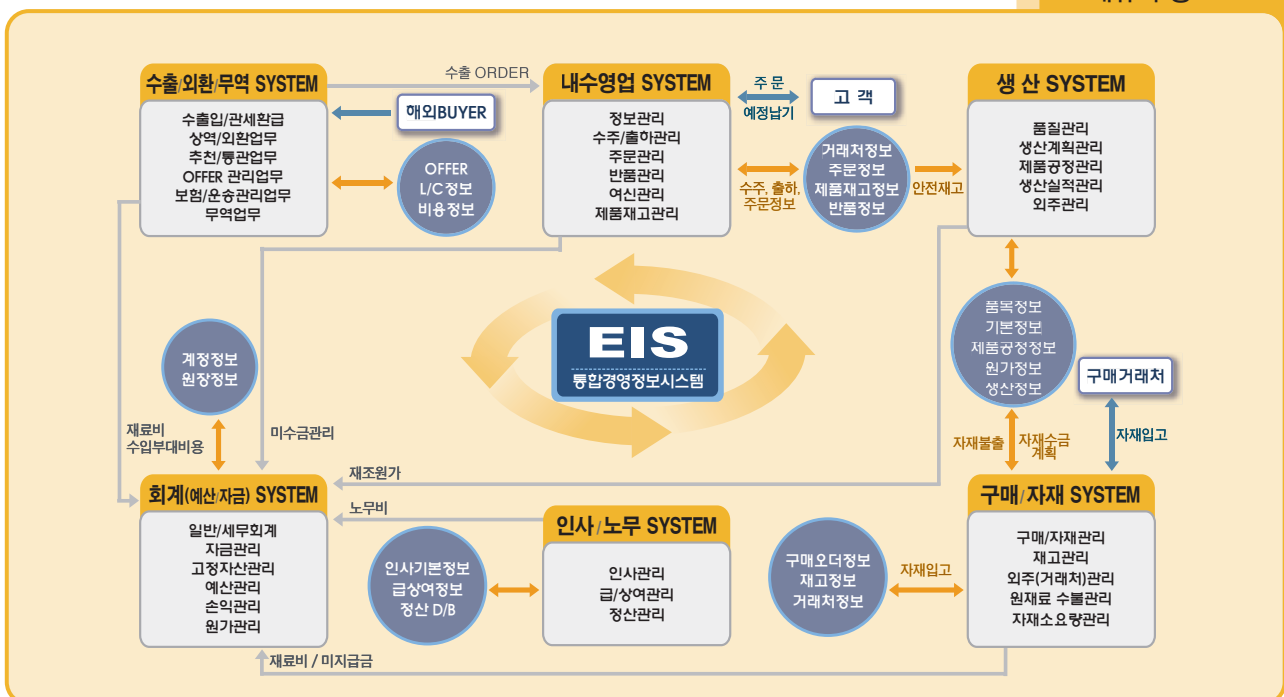 수출/외환/무역 SYSTEM
수출입/관세환급
상역/외환업무
추천/통관업무
OFFER 관리업무
보험/운송관리업무
무역업무
수출 ORDER
해외BUYER
OFFER
L/C정보
비용정보
내수영업 SYSTEM
정보관리
수주/출하관리
주문관리
반품관리
여신관리
제품재고관리
주 문
예정납기
고 객
수주, 출하,
주문정보
거래처정보
주문정보
제품재고정보
반품정보
안전재고
생 산 SYSTEM
품질관리
생산계획관리
제품공정관리
생산실적관리
외주관리
품목정보
기본정보
제품공정정보
원가정보
생산정보
구매거래처
자재불출
자재수급
계획
자재입고
EIS
통합경영정보시스템
계정정보
원장정보
재료비
수입부대비용
미수금관리
재조원가
노무비
회계(예산/자금) SYSTEM
일반/세무회계
자금관리
고정자산관리
예산관리
손익관리
원가관리
인사기본정보
급상여정보
정산 D/B
인사/노무 SYSTEM
인사관리
급/상여관리
정산관리
구매오더정보
재고정보
거래처정보
자재입고
구매/자재 SYSTEM
구매/자재관리
재고관리
외주(거래처)관리
원재료 수불관리
자재소요량관리
재료비 / 미지급금